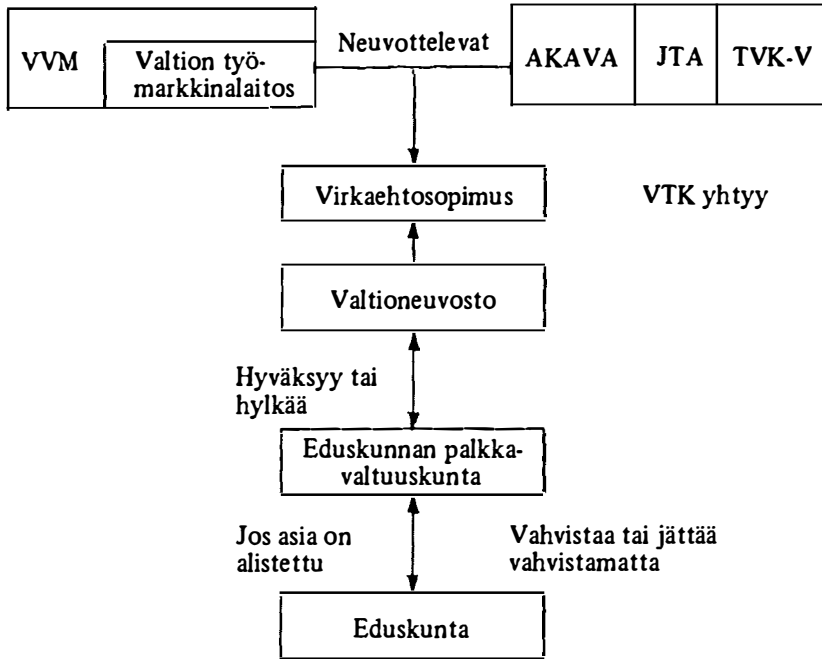 VVM
Valtion työ-
markkinalaitos
Neuvottelevat
AKAVA
JTA
TVK-V
Virkaehtosopimus
VTK yhtyy
Valtioneuvosto
Hyväksyy tai
hylkää
Eduskunnan palkka-
valtuuskunta
Jos asia on
alistettu
Vahvistaa tai jättää
vahvistamatta
Eduskunta